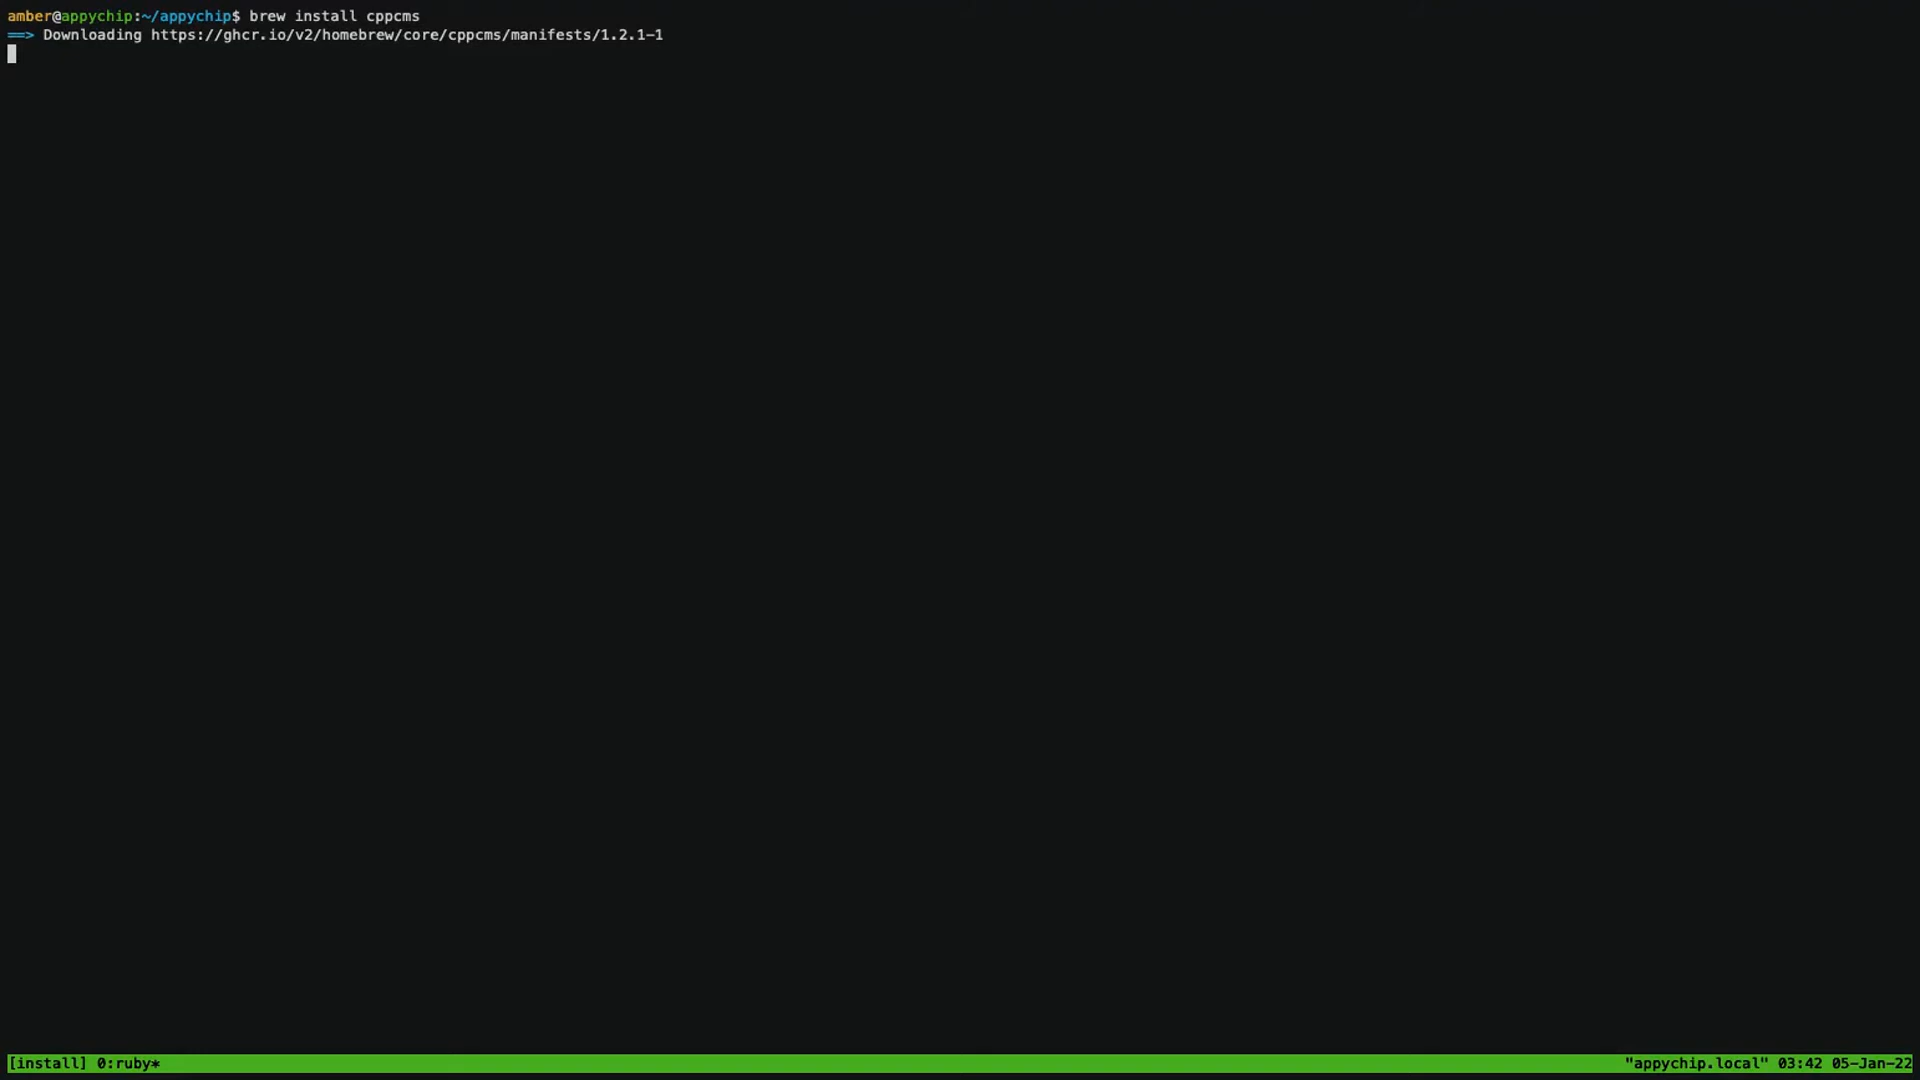 amber@appychip:~/appychip$ brew install cppcms
==> Downloading https://ghcr.io/v2/homebrew/core/cppcms/manifests/1.2.1-1
[install] 0:ruby* "appychip.local" 03:42 05-Jan-22